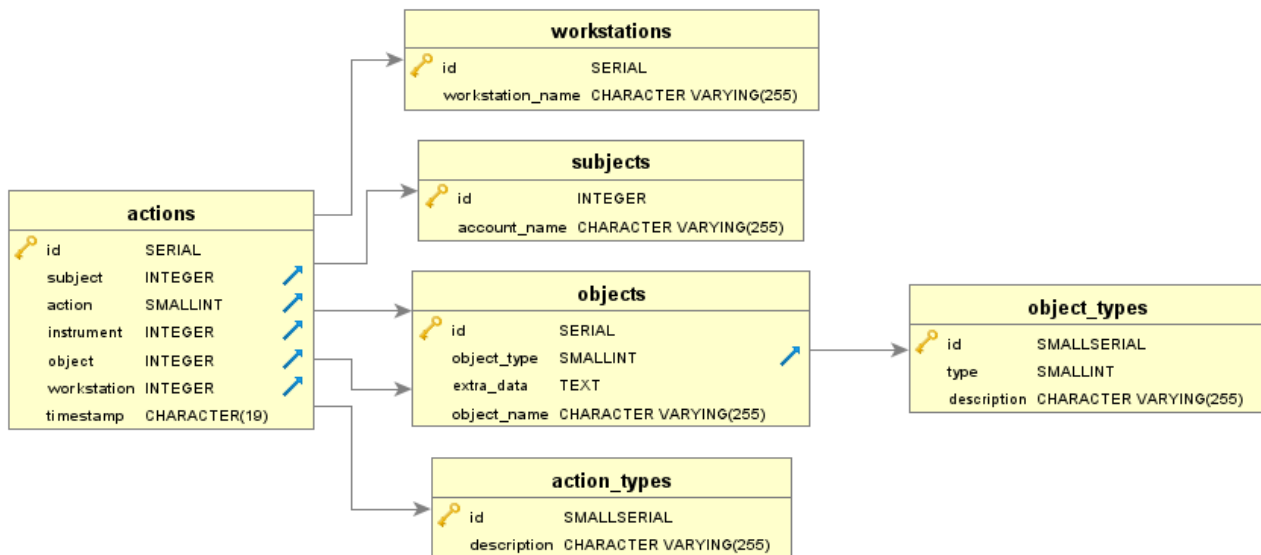 workstations
id SERIAL
workstation_name CHARACTER VARYING(255)
subjects
id INTEGER
account_name CHARACTER VARYING(255)
actions
id SERIAL
subject INTEGER
action SMALLINT
instrument INTEGER
object INTEGER
workstation INTEGER
timestamp CHARACTER(19)
objects
id SERIAL
object_type SMALLINT
extra_data TEXT
object_name CHARACTER VARYING(255)
object_types
id SMALLSERIAL
type SMALLINT
description CHARACTER VARYING(255)
action_types
id SMALLSERIAL
description CHARACTER VARYING(255)